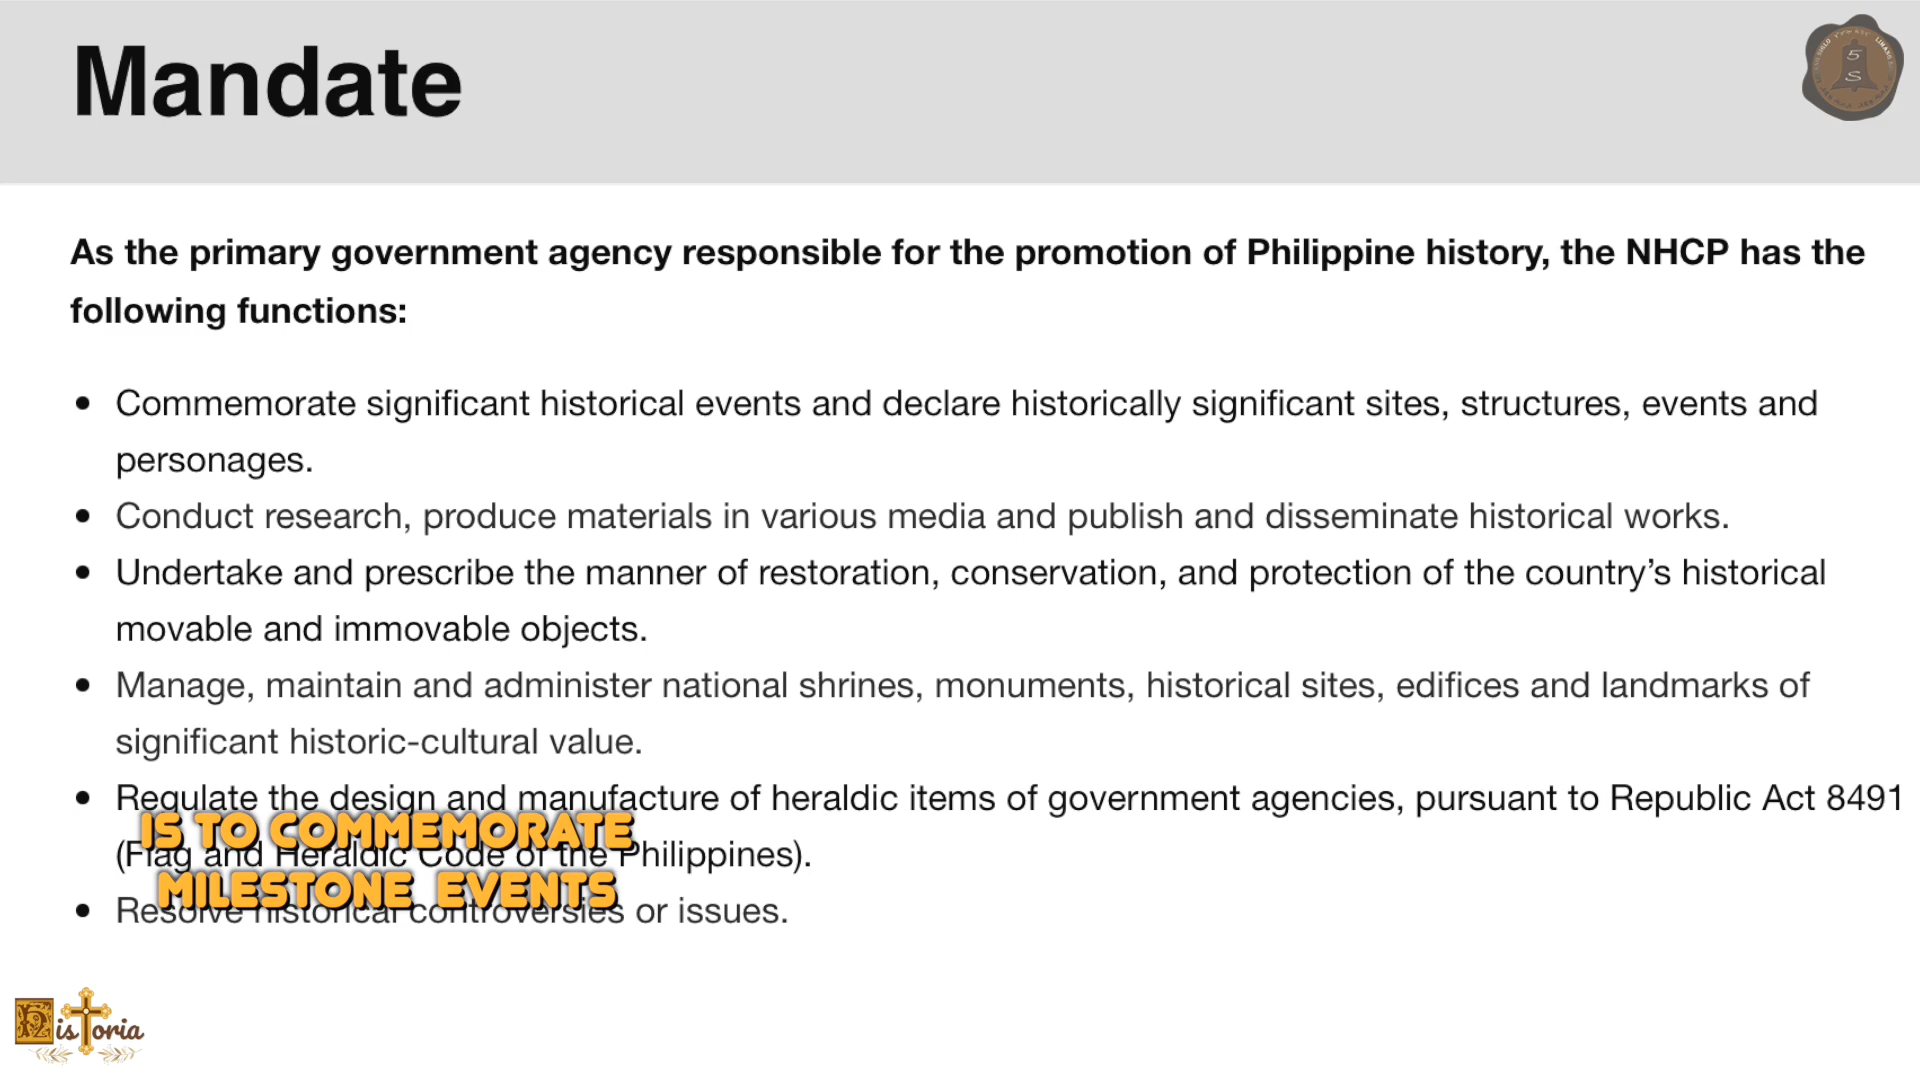 Mandate
5
S
As the primary government agency responsible for the promotion of Philippine history, the NHCP has the
following functions:
Commemorate significant historical events and declare historically significant sites, structures, events and
personages.
Conduct research, produce materials in various media and publish and disseminate historical works.
Undertake and prescribe the manner of restoration, conservation, and protection of the country’s historical
movable and immovable objects.
Manage, maintain and administer national shrines, monuments, historical sites, edifices and landmarks of
significant historic-cultural value.
Regulate the design and manufacture of heraldic items of government agencies, pursuant to Republic Act 8491
(Flag and Heraldic Code of the Philippines).
Resolve historical controversies or issues.
IS TO COMMEMORATE
MILESTONE EVENTS
Historia